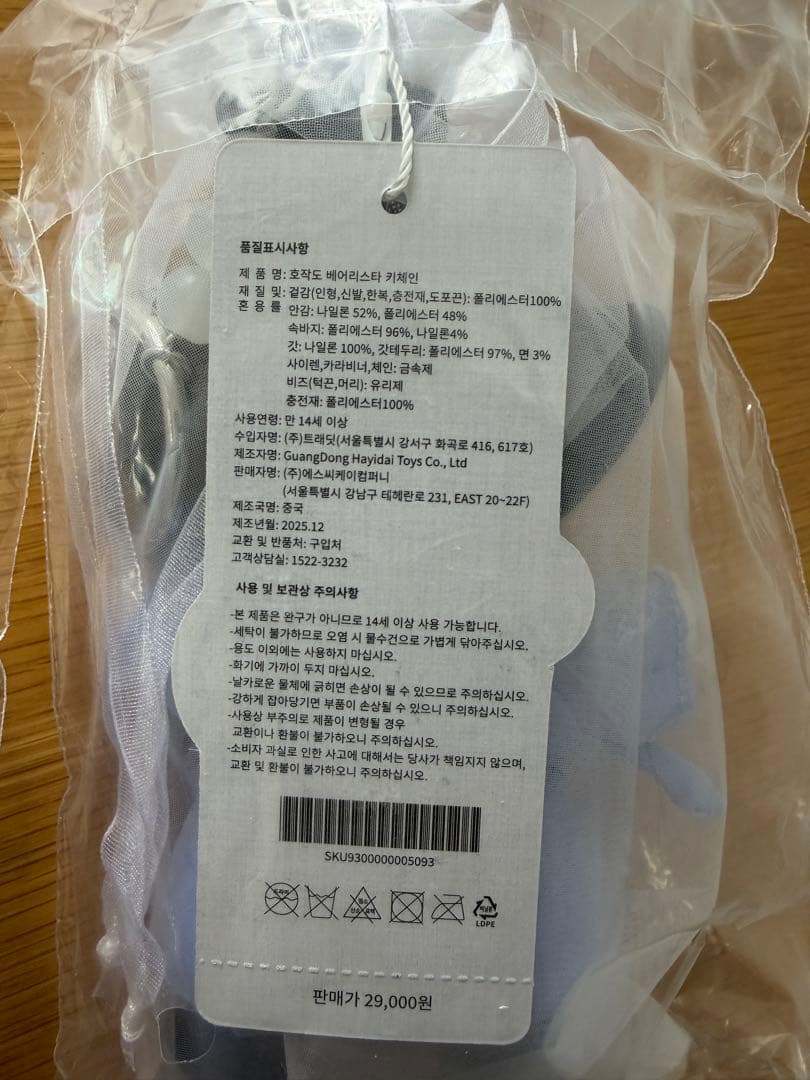 품질표시사항
제 품 명: 호작도 베어리스타 키체인
재 질 및: 겉감(인형,신발,한복,충전재,도포끈): 폴리에스터100%
혼 용 률 안감: 나일론 52%, 폴리에스터 48%
속바지: 폴리에스터 96%, 나일론4%
갓: 나일론 100%, 갓테두리: 폴리에스터 97%, 면 3%
사이렌,카라비너,체인: 금속제
비즈(턱끈,머리): 유리제
충전재: 폴리에스터100%
사용연령: 만 14세 이상
수입자명: (주)트래딧(서울특별시 강서구 화곡로 416, 617호)
제조자명: GuangDong Hayidai Toys Co., Ltd
판매자명: (주)에스씨케이컴퍼니
(서울특별시 강남구 테헤란로 231, EAST 20~22F)
제조국명: 중국
제조년월: 2025.12
교환 및 반품처: 구입처
고객상담실: 1522-3232
사용 및 보관상 주의사항
-본 제품은 완구가 아니므로 14세 이상 사용 가능합니다.
-세탁이 불가하므로 오염 시 물수건으로 가볍게 닦아주십시오.
-용도 이외에는 사용하지 마십시오.
-화기에 가까이 두지 마십시오.
-날카로운 물체에 긁히면 손상이 될 수 있으므로 주의하십시오.
-강하게 잡아당기면 부품이 손상될 수 있으니 주의하십시오.
-사용상 부주의로 제품이 변형될 경우
교환이나 환불이 불가하오니 주의하십시오.
-소비자 과실로 인한 사고에 대해서는 당사가 책임지지 않으며,
교환 및 환불이 불가하오니 주의하십시오.
SKU9300000005093
드라이
염소
산소 표백
비닐류
LDPE
판매가 29,000원